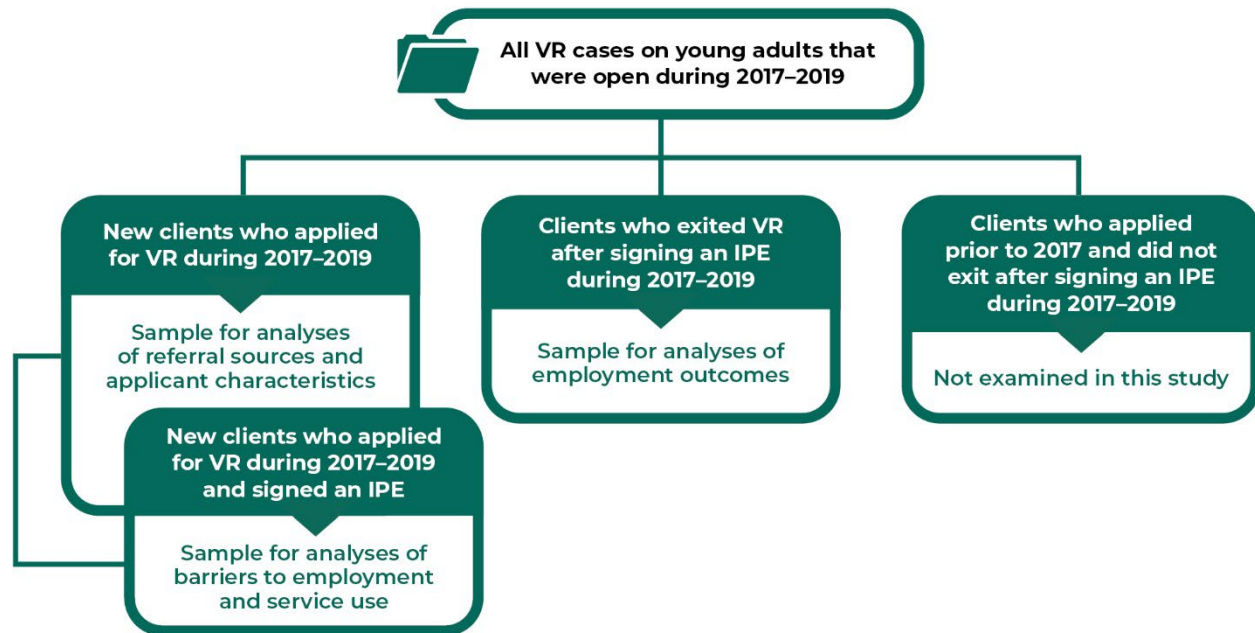 All VR cases on young adults that
were open during 2017–2019
New clients who applied
for VR during 2017–2019
Sample for analyses
of referral sources and
applicant characteristics
New clients who applied
for VR during 2017–2019
and signed an IPE
Sample for analyses of
barriers to employment
and service use
Clients who exited VR
after signing an IPE
during 2017–2019
Sample for analyses of
employment outcomes
Clients who applied
prior to 2017 and did not
exit after signing an IPE
during 2017–2019
Not examined in this study